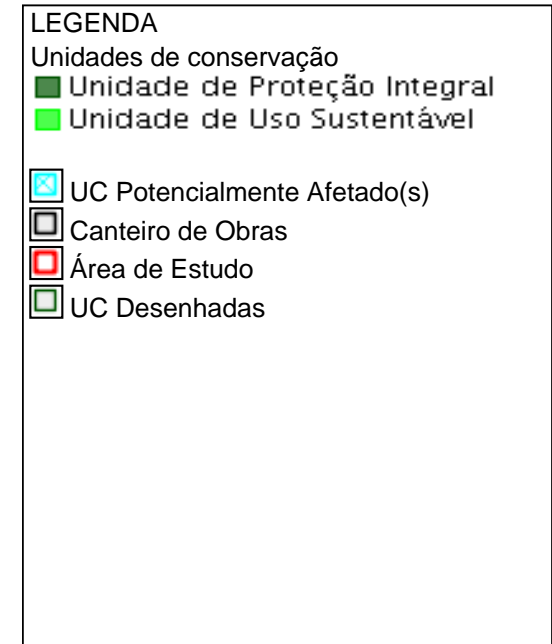 LEGENDA
Unidades de conservação
Unidade de Proteção Integral
Unidade de Uso Sustentável
UC Potencialmente Afetado(s)
Canteiro de Obras
Área de Estudo
UC Desenhadas